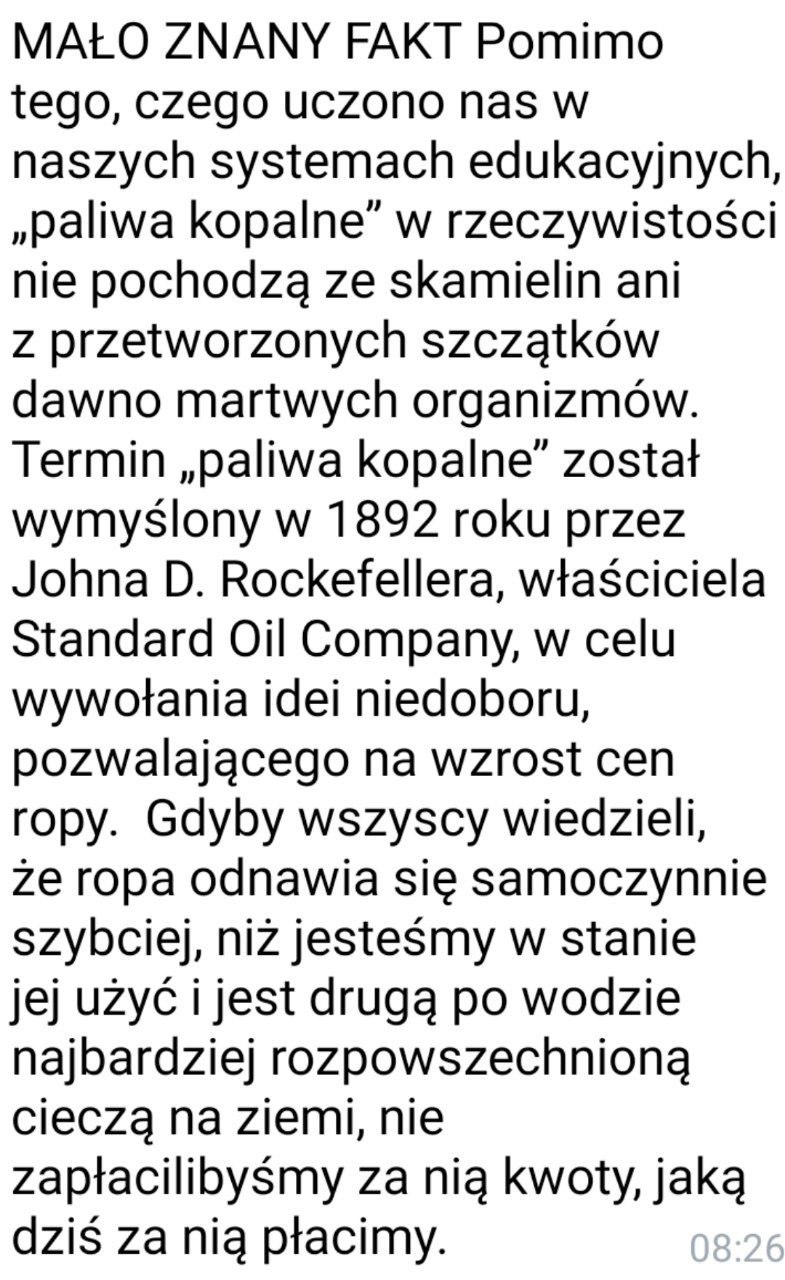 MAŁO ZNANY FAKT Pomimo
tego, czego uczono nas w
naszych systemach edukacyjnych,
„paliwa kopalne” w rzeczywistości
nie pochodzą ze skamielin ani
z przetworzonych szczątków
dawno martwych organizmów.
Termin „paliwa kopalne” został
wymyślony w 1892 roku przez
Johna D. Rockefellera, właściciela
Standard Oil Company, w celu
wywołania idei niedoboru,
pozwalającego na wzrost cen
ropy.  Gdyby wszyscy wiedzieli,
że ropa odnawia się samoczynnie
szybciej, niż jesteśmy w stanie
jej użyć i jest drugą po wodzie
najbardziej rozpowszechnioną
cieczą na ziemi, nie
zapłacilibyśmy za nią kwoty, jaką
dziś za nią płacimy.
08:26